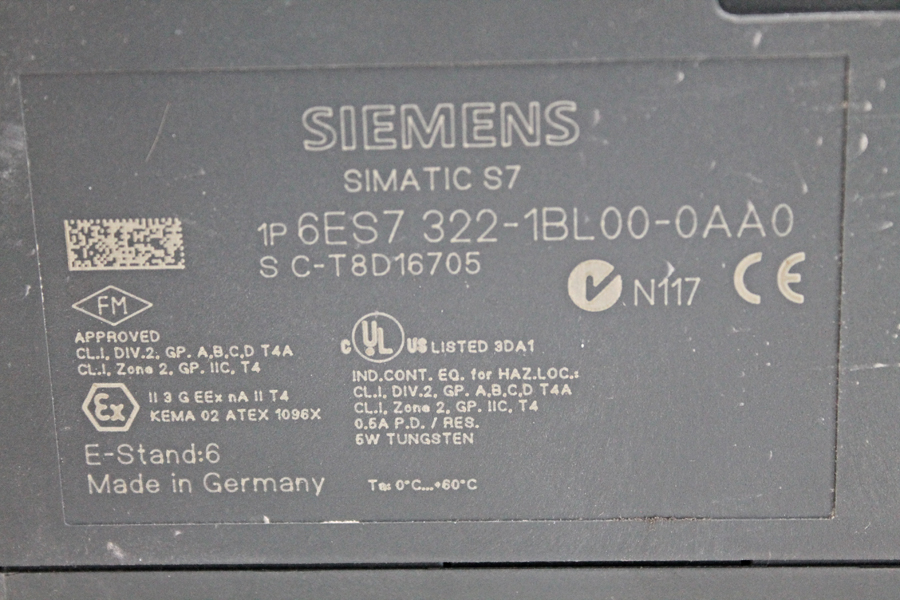 SIEMENS
SIMATIC S7
1P 6ES7 322-1BL00-0AA0
S C-T8D16705
N117
CE
FM
APPROVED
CL.I, DIV.2, GP. A,B,C,D T4A
CL.I, Zone 2, GP. IIC, T4
Ex
II 3 G EEx nA II T4
KEMA 02 ATEX 1096X
E-Stand:6
Made in Germany
C UL US LISTED 3DA1
IND.CONT. EQ. for HAZ.LOC.:
CL.I, DIV.2, GP. A,B,C,D T4A
CL.I, Zone 2, GP. IIC, T4
0.5A P.D. / RES.
5W TUNGSTEN
Ta: 0°C...+60°C